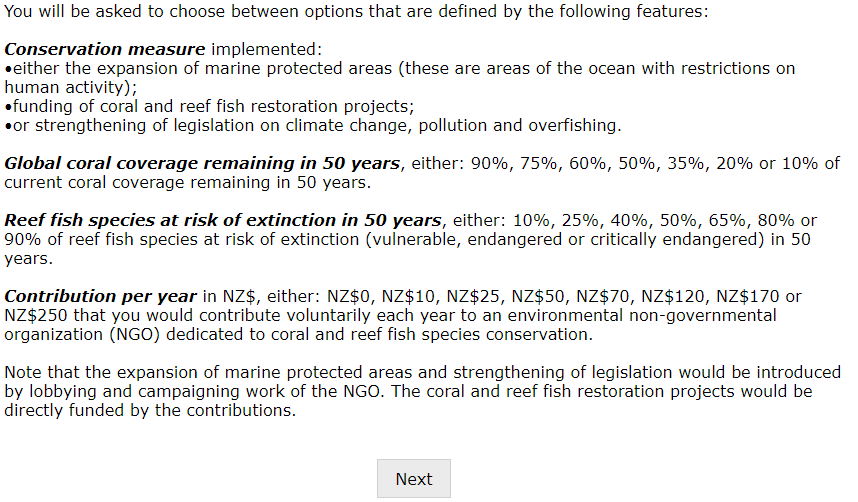 You will be asked to choose between options that are defined by the following features:
Conservation measure implemented:
•either the expansion of marine protected areas (these are areas of the ocean with restrictions on
human activity);
•funding of coral and reef fish restoration projects;
•or strengthening of legislation on climate change, pollution and overfishing.
Global coral coverage remaining in 50 years, either: 90%, 75%, 60%, 50%, 35%, 20% or 10% of
current coral coverage remaining in 50 years.
Reef fish species at risk of extinction in 50 years, either: 10%, 25%, 40%, 50%, 65%, 80% or
90% of reef fish species at risk of extinction (vulnerable, endangered or critically endangered) in 50
years.
Contribution per year in NZ$, either: NZ$0, NZ$10, NZ$25, NZ$50, NZ$70, NZ$120, NZ$170 or
NZ$250 that you would contribute voluntarily each year to an environmental non-governmental
organization (NGO) dedicated to coral and reef fish species conservation.
Note that the expansion of marine protected areas and strengthening of legislation would be introduced
by lobbying and campaigning work of the NGO. The coral and reef fish restoration projects would be
directly funded by the contributions.
Next